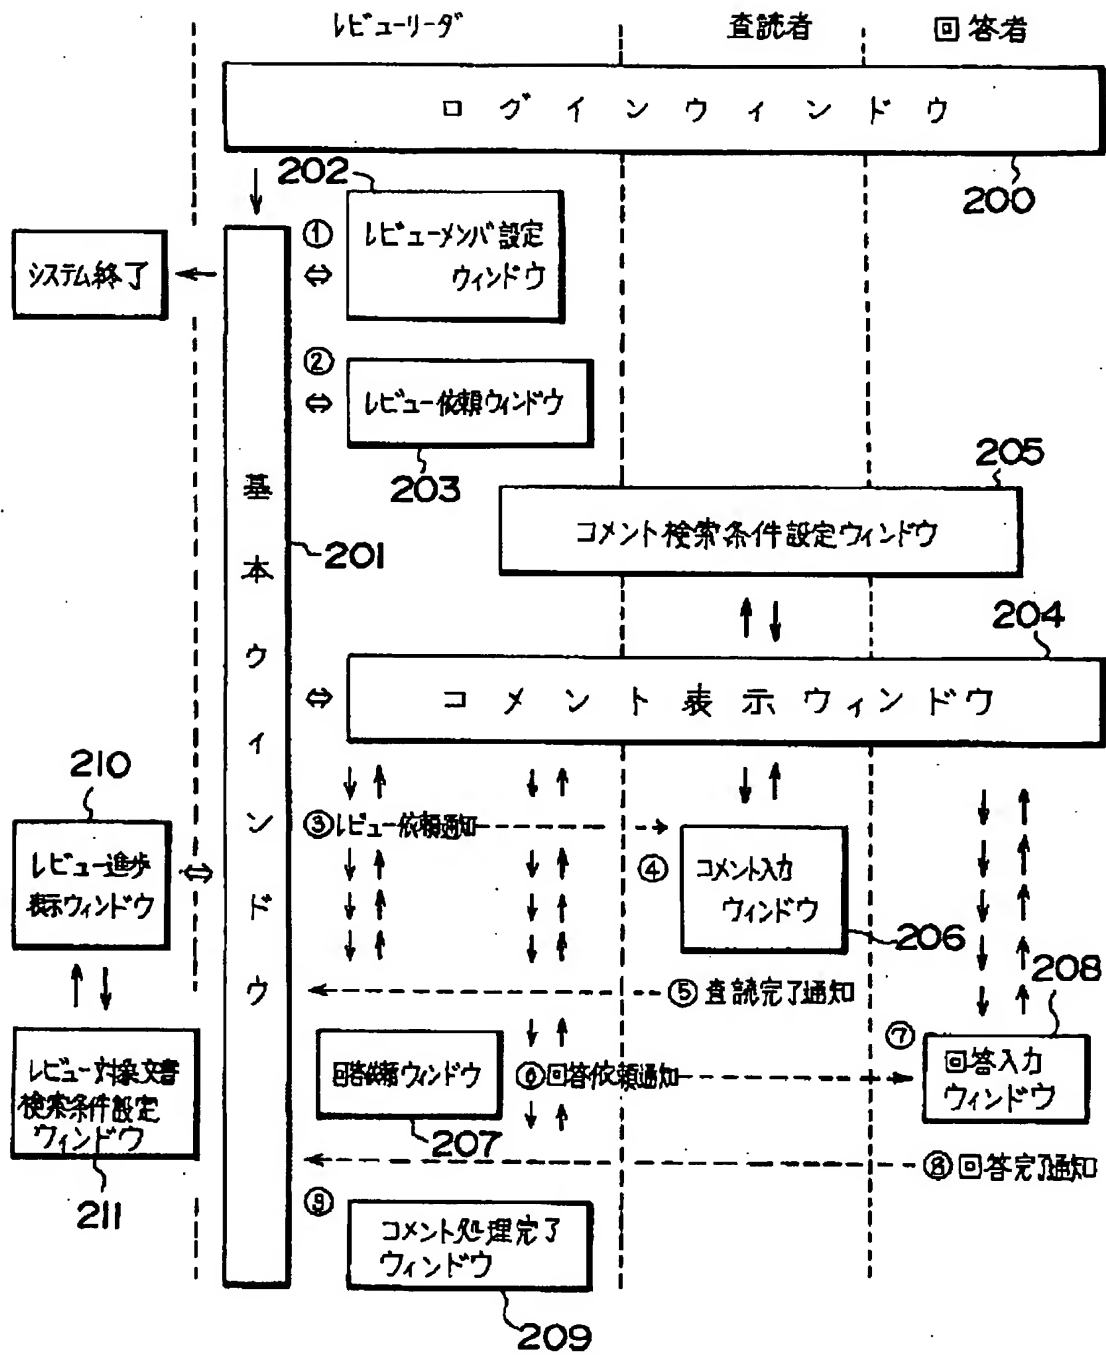 レビューリーダ
査読者
回答者
ログインウィンドウ
200
202
① レビューメンバ設定
ウィンドウ
システム終了
②
レビュー依頼ウィンドウ
203
基本ウィンドウ
201
205
コメント検索条件設定ウィンドウ
204
コメント表示ウィンドウ
210
レビュー進歩
表示ウィンドウ
③レビュー依頼通知
④ コメント入力
ウィンドウ
206
⑤査読完了通知
208
⑦ 回答入力
ウィンドウ
レビュー対象文書
検索条件設定
ウィンドウ
211
回答依頼ウィンドウ
207
⑥回答依頼通知
⑧回答完了通知
⑨
コメント処理完了
ウィンドウ
209